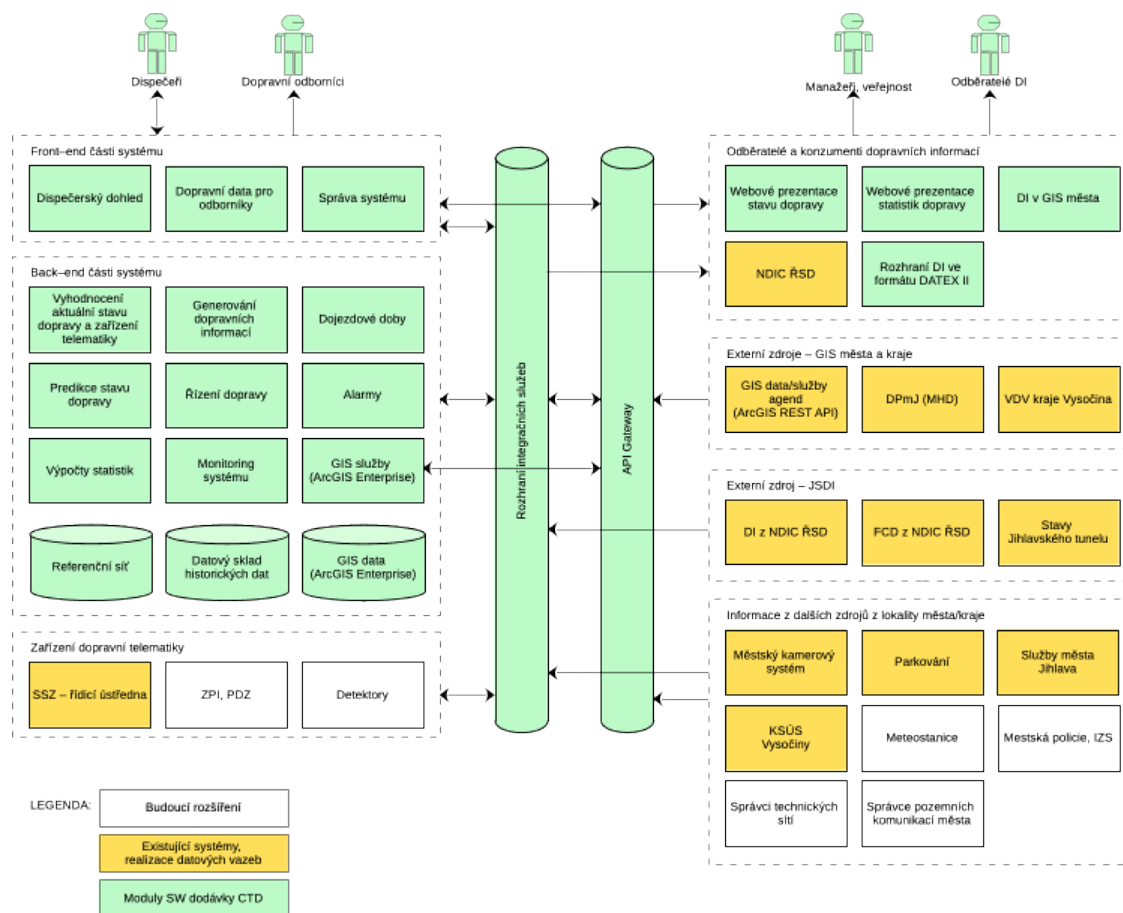 Dispečeři
Dopravní odborníci
Manažeři, veřejnost
Odběratelé DI
Front–end části systému
Dispečerský dohled
Dopravní data pro
odborníky
Správa systému
Back–end části systému
Vyhodnocení
aktuální stavu
dopravy a zařízení
telematiky
Generování
dopravních
informací
Dojezdové doby
Predikce stavu
dopravy
Řízení dopravy
Alarmy
Výpočty statistik
Monitoring
systému
GIS služby
(ArcGIS Enterprise)
Referenční síť
Datový sklad
historických dat
GIS data
(ArcGIS Enterprise)
Zařízení dopravní telematiky
SSZ – řídicí ústředna
ZPI, PDZ
Detektory
Rozhraní integračních služeb
API Gateway
Odběratelé a konzumenti dopravních informací
Webové prezentace
stavu dopravy
Webové prezentace
statistik dopravy
DI v GIS města
NDIC ŘSD
Rozhraní DI ve
formátu DATEX II
Externí zdroje – GIS města a kraje
GIS data/služby
agend
(ArcGIS REST API)
DPmJ (MHD)
VDV kraje Vysočina
Externí zdroj – JSDI
DI z NDIC ŘSD
FCD z NDIC ŘSD
Stavy
Jihlavského tunelu
Informace z dalších zdrojů z lokality města/kraje
Městský kamerový
systém
Parkování
Služby města
Jihlava
KSÚS
Vysočiny
Meteostanice
Mestská policie, IZS
Správci technických
sítí
Správce pozemních
komunikací města
LEGENDA:
Budoucí rozšíření
Existující systémy,
realizace datových vazeb
Moduly SW dodávky CTD